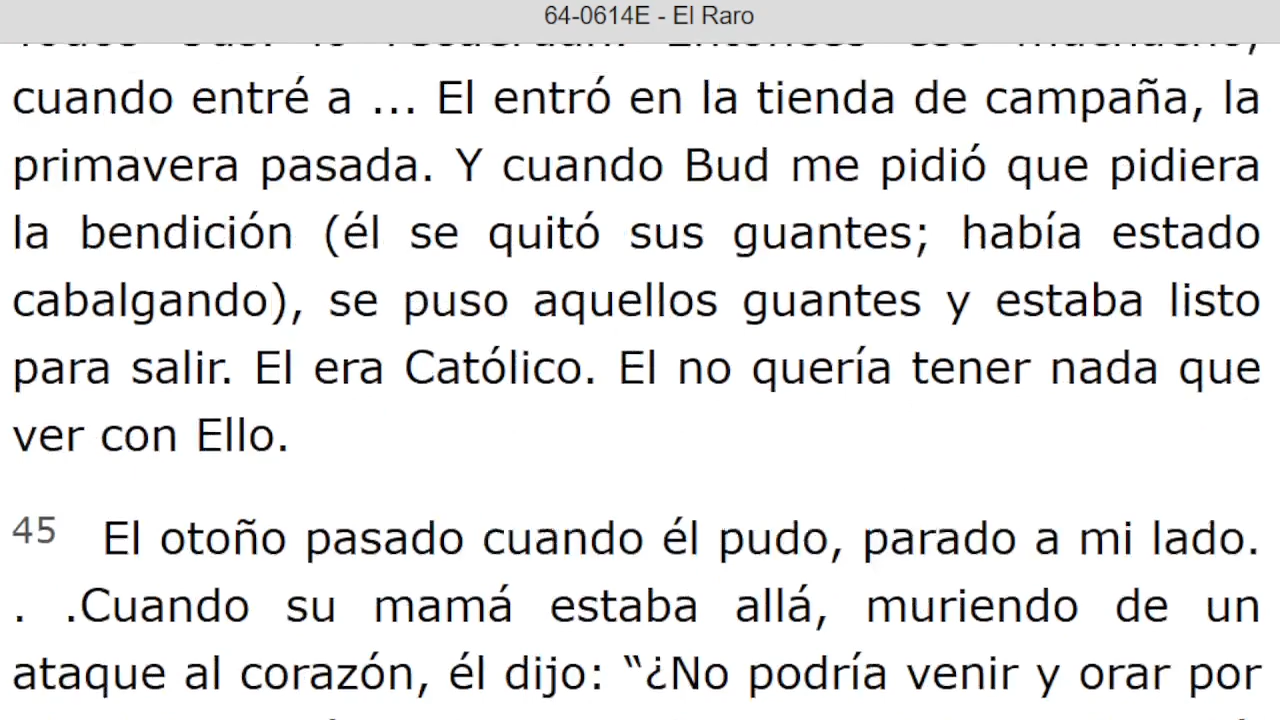 64-0614E - El Raro
cuando entré a ... El entró en la tienda de campaña, la
primavera pasada. Y cuando Bud me pidió que pidiera
la bendición (él se quitó sus guantes; había estado
cabalgando), se puso aquellos guantes y estaba listo
para salir. El era Católico. El no quería tener nada que
ver con Ello.
45 El otoño pasado cuando él pudo, parado a mi lado.
. .Cuando su mamá estaba allá, muriendo de un
ataque al corazón, él dijo: “¿No podría venir y orar por